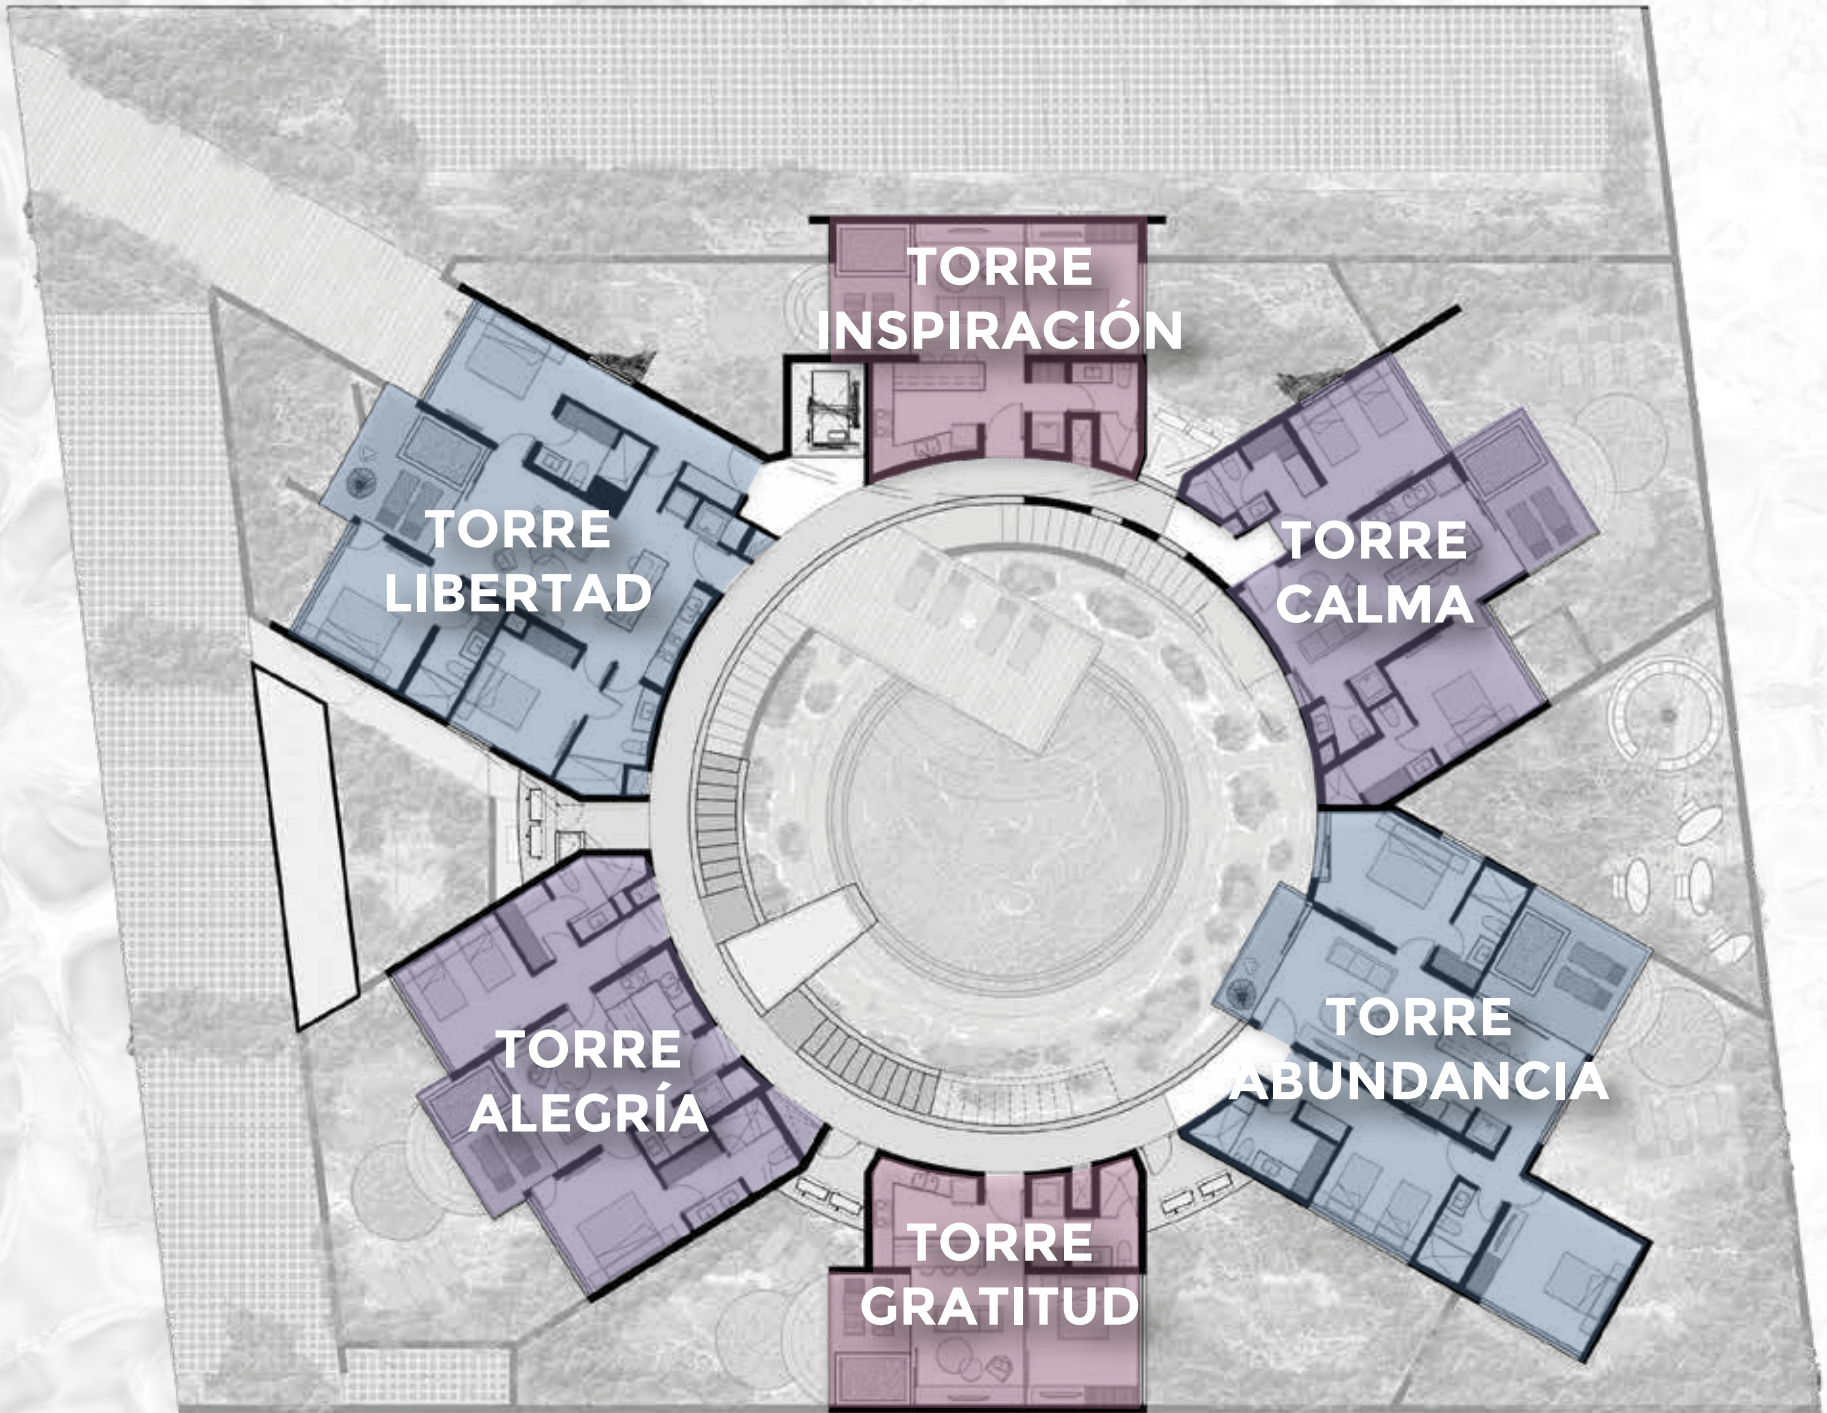 TORRE
INSPIRACIÓN
TORRE
LIBERTAD
TORRE
CALMA
TORRE
ALEGRÍA
TORRE
ABUNDANCIA
TORRE
GRATITUD